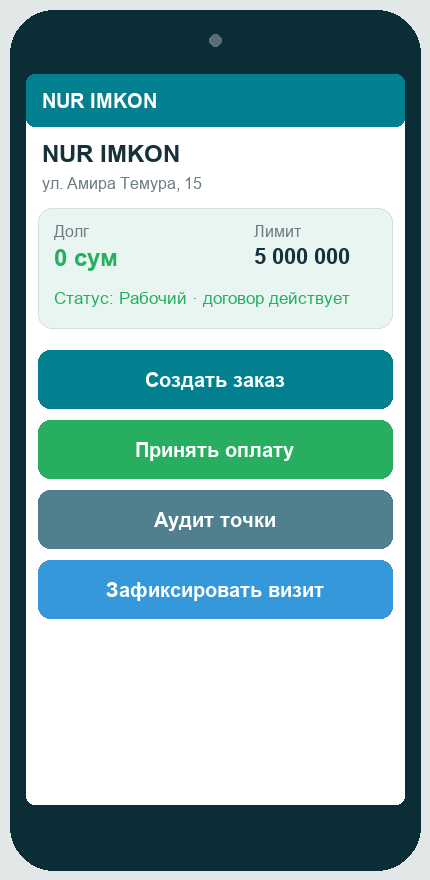 NUR IMKON
NUR IMKON
ул. Амира Темура, 15
Долг
Лимит
0 сум
5 000 000
Статус: Рабочий · договор действует
Создать заказ
Принять оплату
Аудит точки
Зафиксировать визит